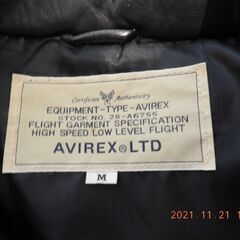 Certificate Authenticity
EQUIPMENT-TYPE-AVIREX
STOCK NO. 28-A6755
FLIGHT GARMENT SPECIFICATION
HIGH SPEED LOW LEVEL FLIGHT
AVIREX® LTD
M
2021.11.21 1